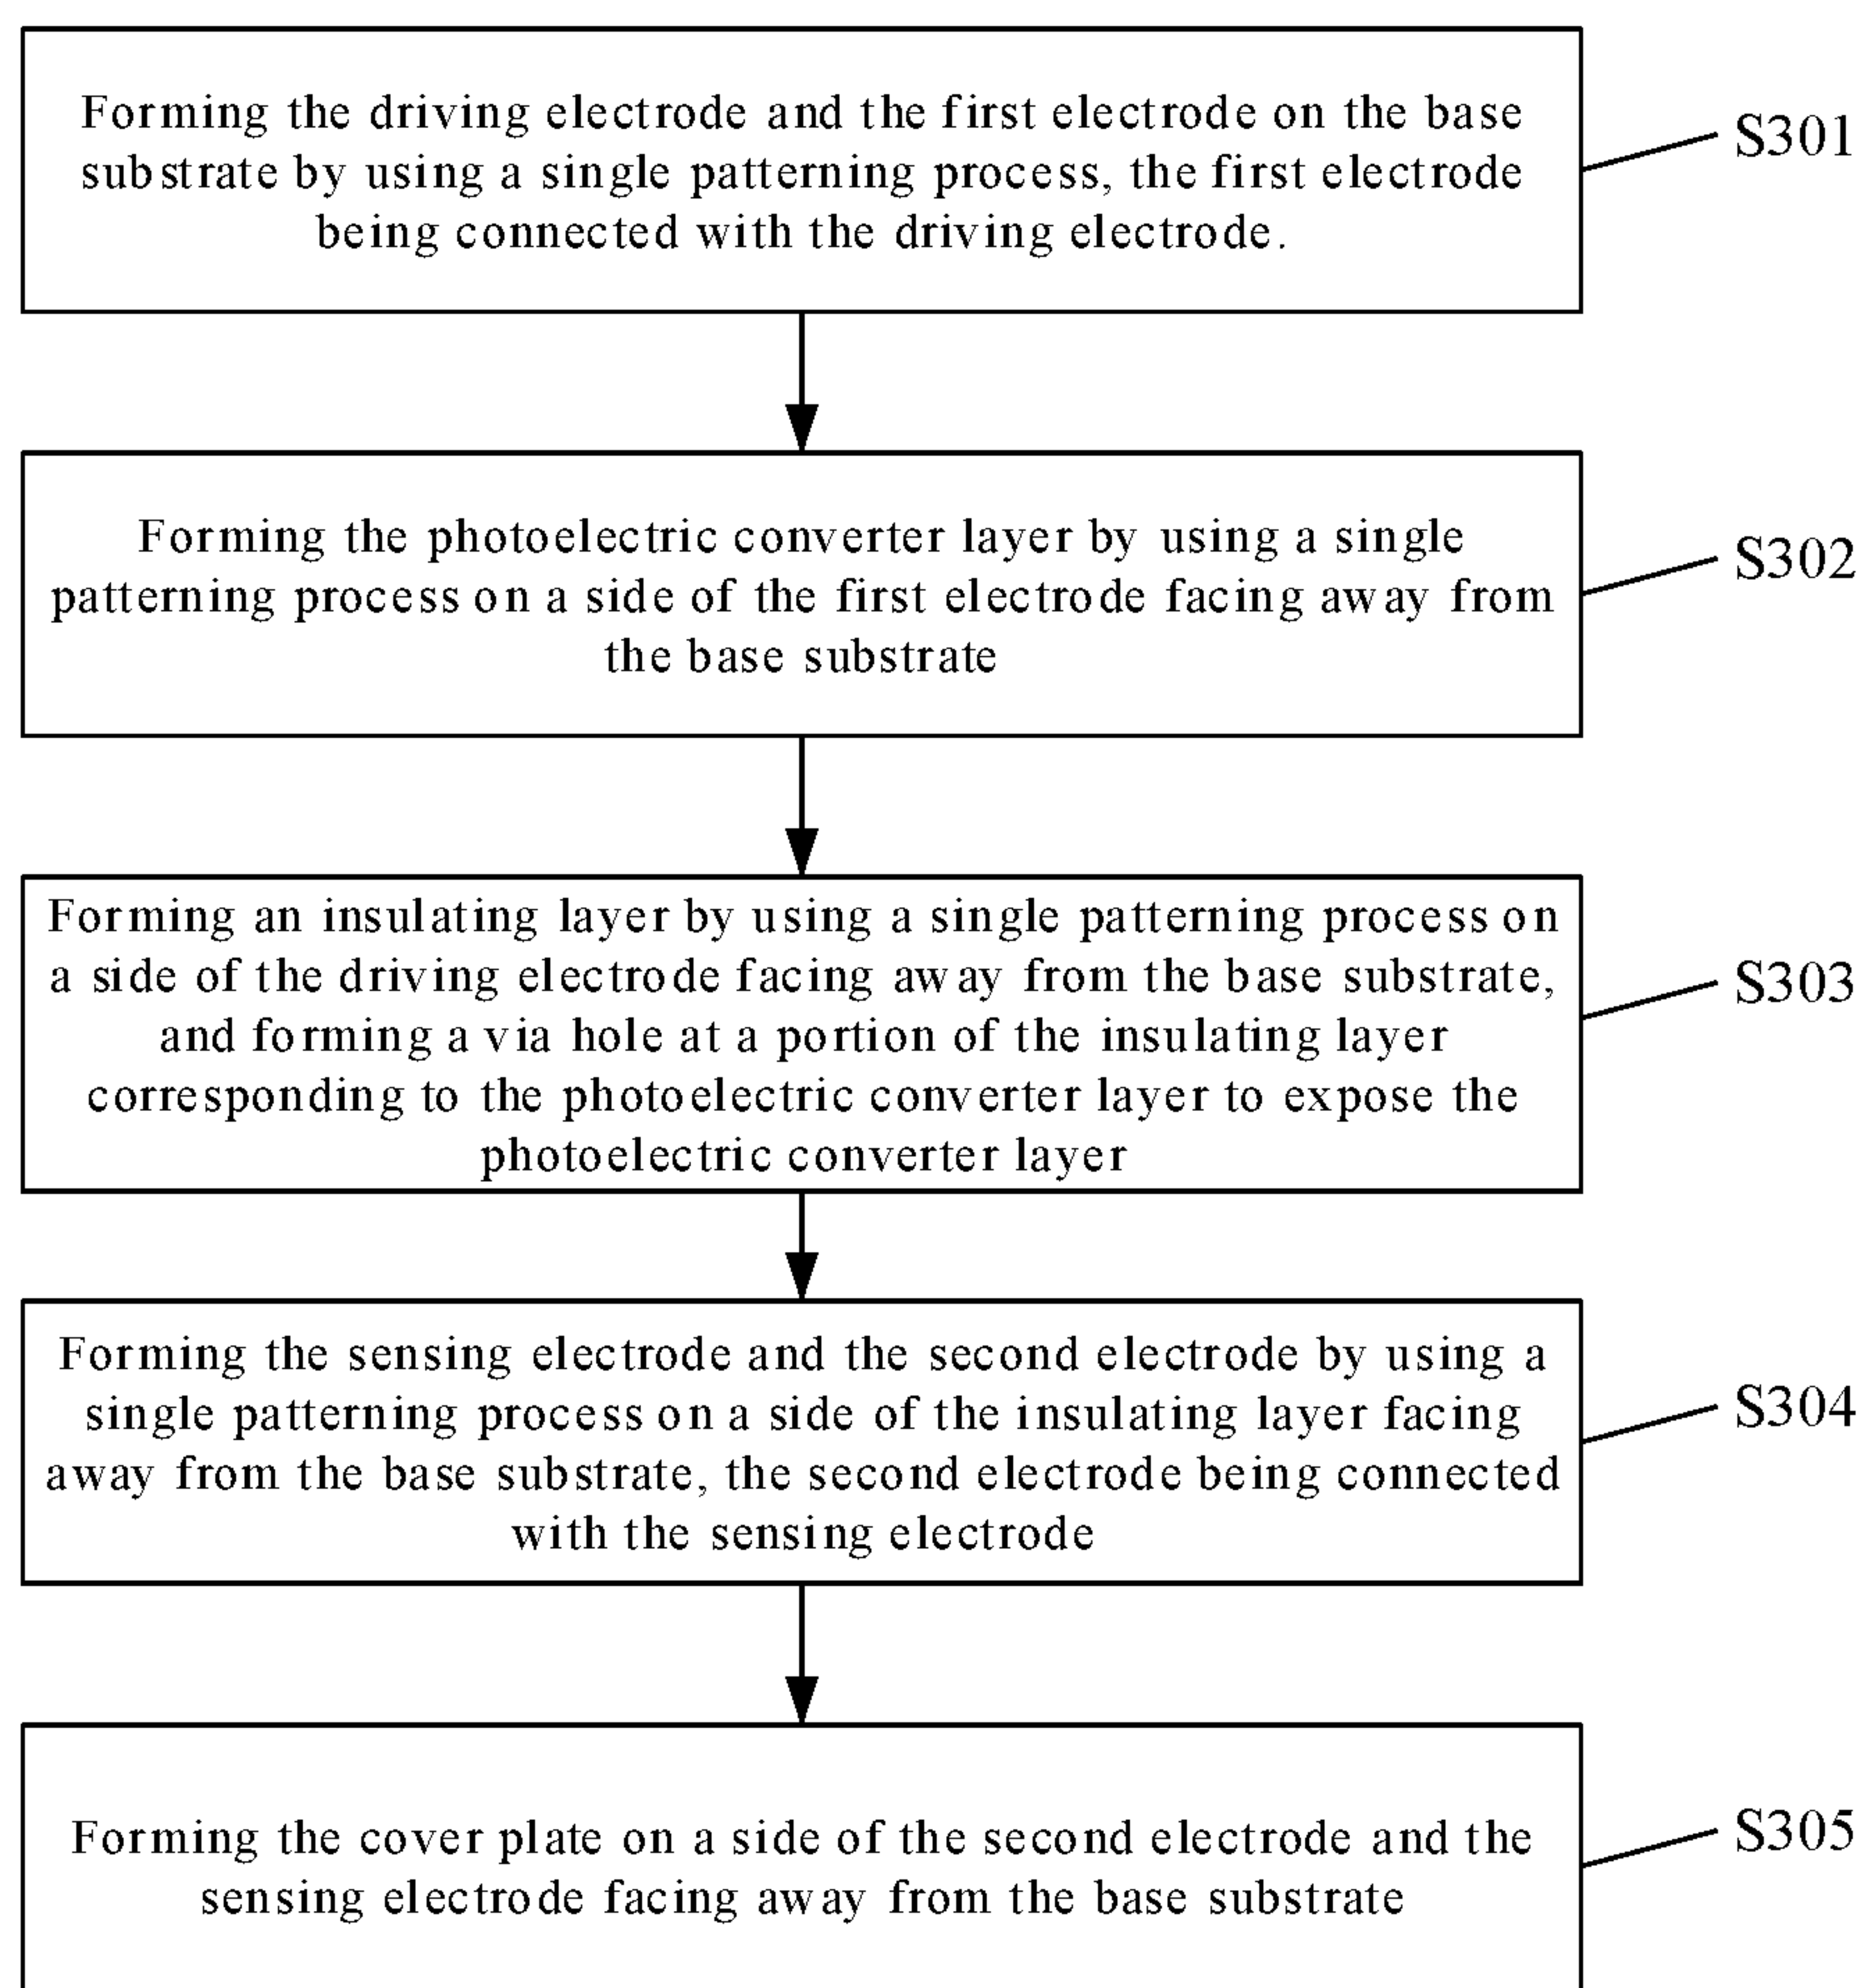 Forming the driving electrode and the first electrode on the base
substrate by using a single patterning process, the first electrode
being connected with the driving electrode.
S301
Forming the photoelectric converter layer by using a single
patterning process on a side of the first electrode facing away from
the base substrate
S302
Forming an insulating layer by using a single patterning process on
a side of the driving electrode facing away from the base substrate,
and forming a via hole at a portion of the insulating layer
corresponding to the photoelectric converter layer to expose the
photoelectric converter layer
S303
Forming the sensing electrode and the second electrode by using a
single patterning process on a side of the insulating layer facing
away from the base substrate, the second electrode being connected
with the sensing electrode
S304
Forming the cover plate on a side of the second electrode and the
sensing electrode facing away from the base substrate
S305